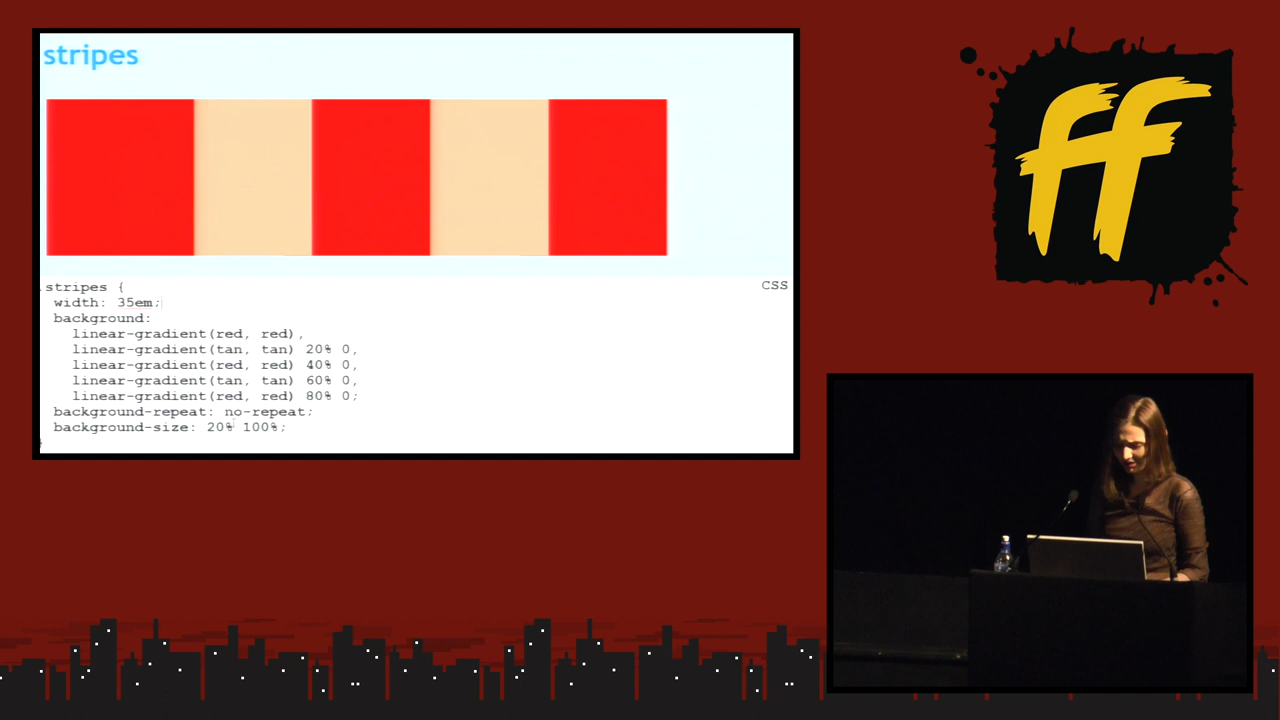 stripes
.stripes {
width: 35em;
background:
linear-gradient(red, red),
linear-gradient(tan, tan) 20% 0,
linear-gradient(red, red) 40% 0,
linear-gradient(tan, tan) 60% 0,
linear-gradient(red, red) 80% 0;
background-repeat: no-repeat;
background-size: 20% 100%;
}
CSS
ff